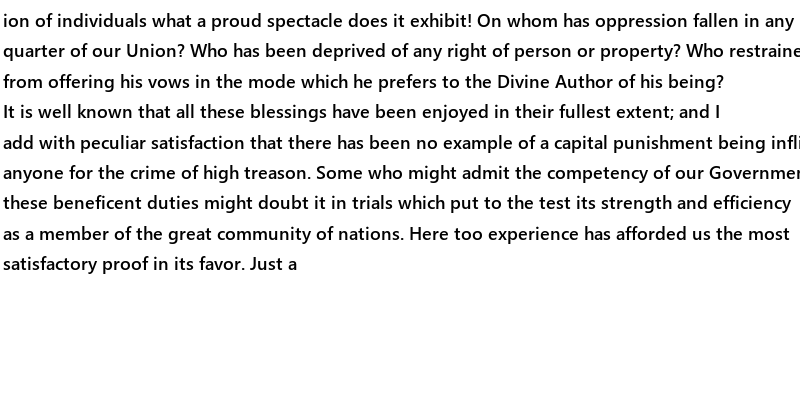 ion of individuals what a proud spectacle does it exhibit! On whom has oppression fallen in any
quarter of our Union? Who has been deprived of any right of person or property? Who restraine
from offering his vows in the mode which he prefers to the Divine Author of his being?
It is well known that all these blessings have been enjoyed in their fullest extent; and I
add with peculiar satisfaction that there has been no example of a capital punishment being infli
anyone for the crime of high treason. Some who might admit the competency of our Governmen
these beneficent duties might doubt it in trials which put to the test its strength and efficiency
as a member of the great community of nations. Here too experience has afforded us the most
satisfactory proof in its favor. Just a